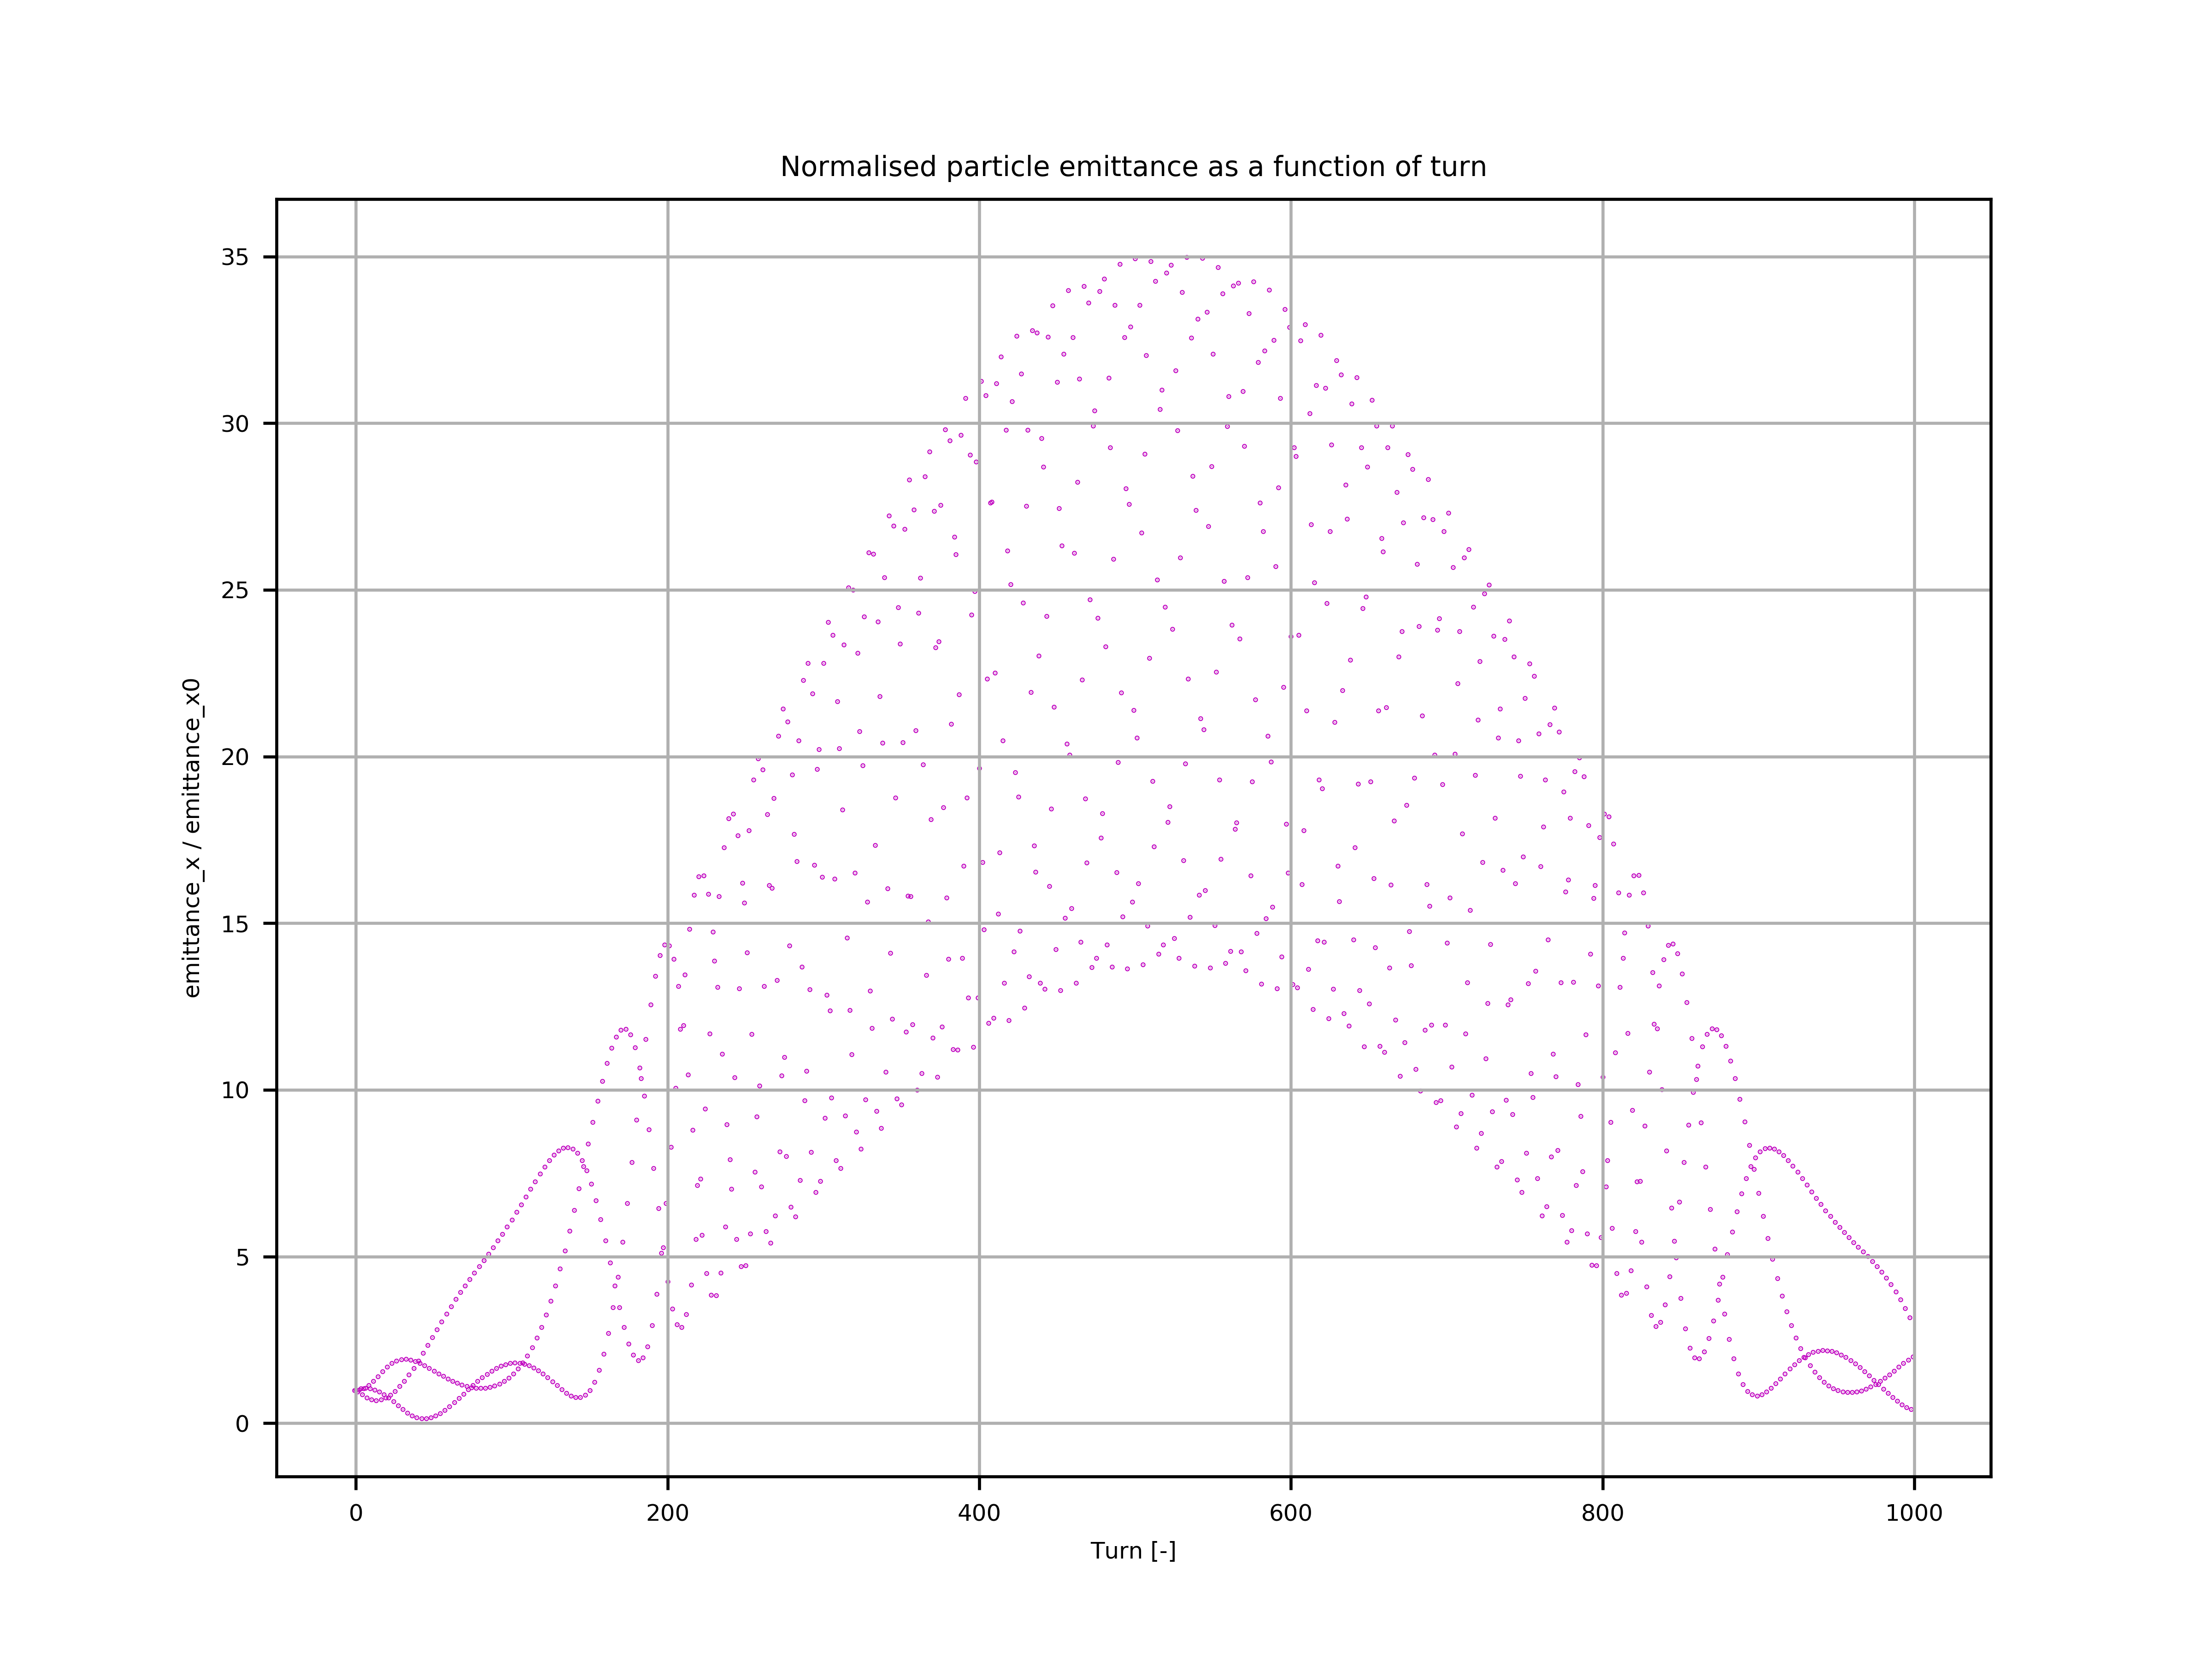 Normalised particle emittance as a function of turn
35
30
25
20
15
10
5
0
emittance_x / emittance_x0
0 200 400 600 800 1000
Turn [-]